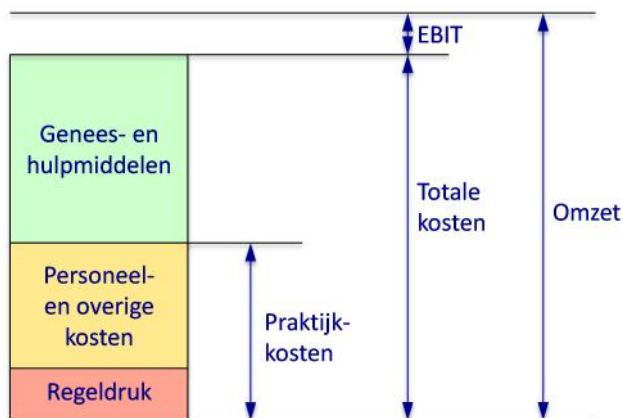 EBIT
Genees- en
hulpmiddelen
Totale
kosten
Omzet
Personeel-
en overige
kosten
Praktijk-
kosten
Regeldruk